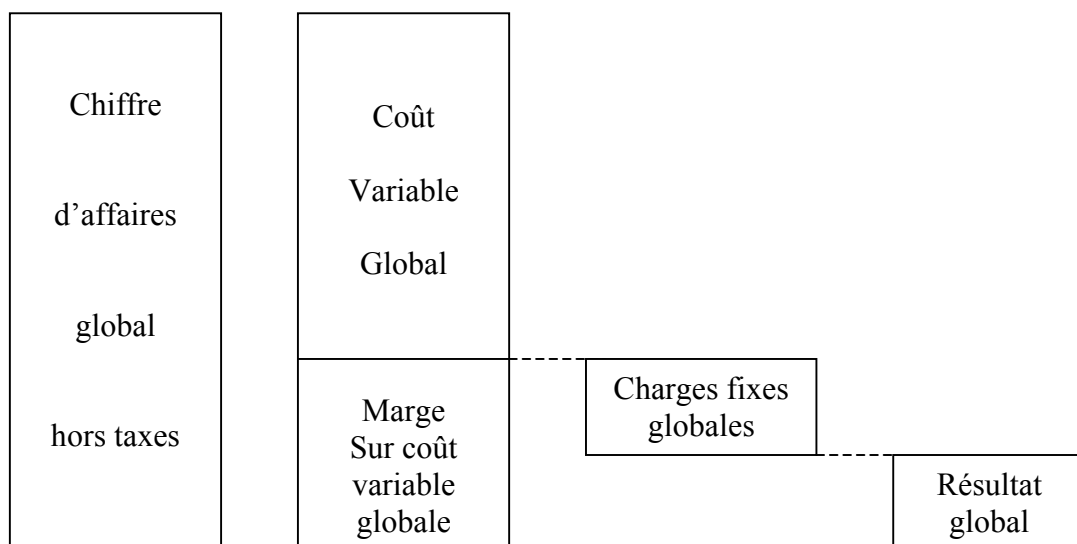 Chiffre
d’affaires
global
hors taxes
Coût
Variable
Global
Marge
Sur coût
variable
globale
Charges fixes
globales
Résultat
global